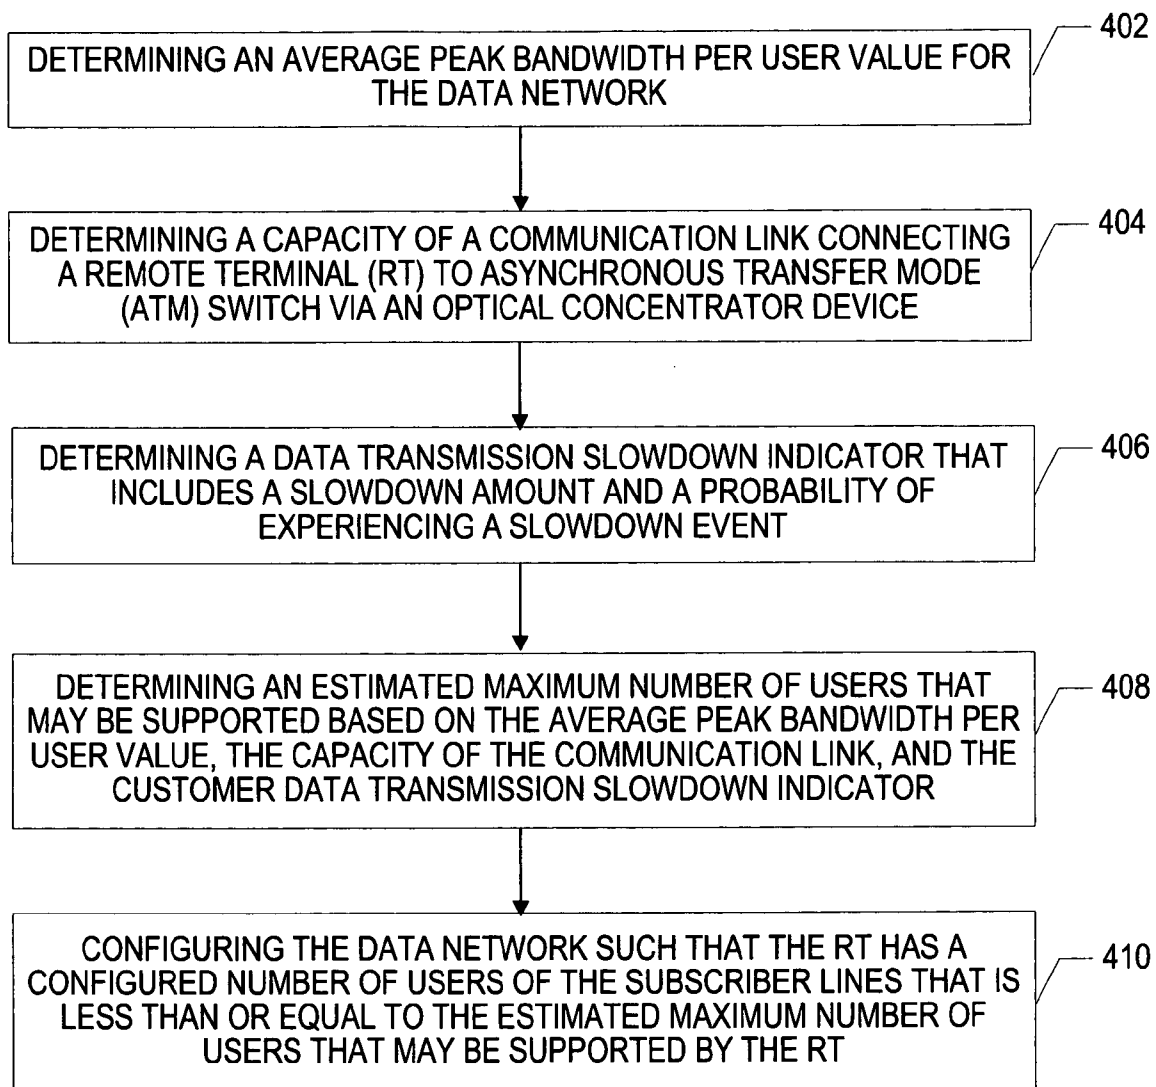 402
DETERMINING AN AVERAGE PEAK BANDWIDTH PER USER VALUE FOR
THE DATA NETWORK
404
DETERMINING A CAPACITY OF A COMMUNICATION LINK CONNECTING
A REMOTE TERMINAL (RT) TO ASYNCHRONOUS TRANSFER MODE
(ATM) SWITCH VIA AN OPTICAL CONCENTRATOR DEVICE
406
DETERMINING A DATA TRANSMISSION SLOWDOWN INDICATOR THAT
INCLUDES A SLOWDOWN AMOUNT AND A PROBABILITY OF
EXPERIENCING A SLOWDOWN EVENT
408
DETERMINING AN ESTIMATED MAXIMUM NUMBER OF USERS THAT
MAY BE SUPPORTED BASED ON THE AVERAGE PEAK BANDWIDTH PER
USER VALUE, THE CAPACITY OF THE COMMUNICATION LINK, AND THE
CUSTOMER DATA TRANSMISSION SLOWDOWN INDICATOR
410
CONFIGURING THE DATA NETWORK SUCH THAT THE RT HAS A
CONFIGURED NUMBER OF USERS OF THE SUBSCRIBER LINES THAT IS
LESS THAN OR EQUAL TO THE ESTIMATED MAXIMUM NUMBER OF
USERS THAT MAY BE SUPPORTED BY THE RT